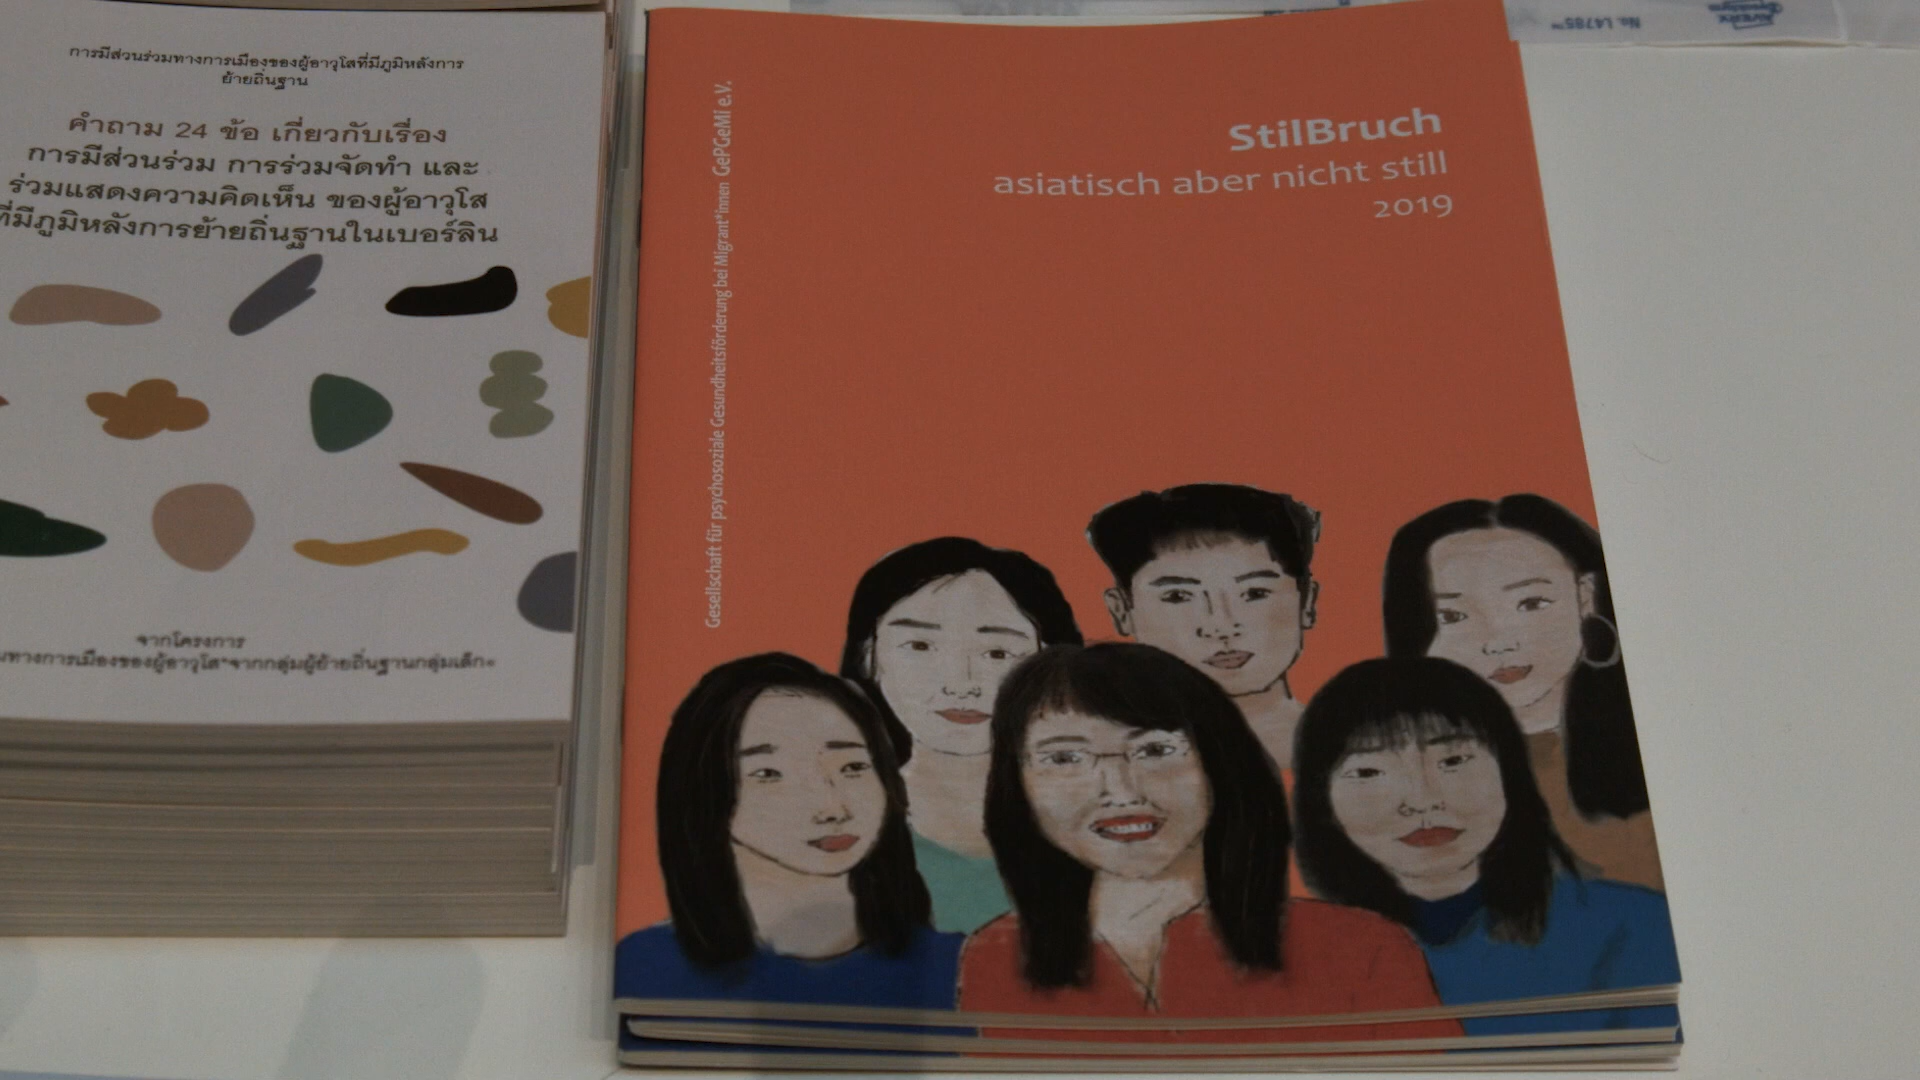 การมีส่วนร่วมทางการเมืองของผู้อาวุโสที่มีภูมิหลังการ
ย้ายถิ่นฐาน
คำถาม 24 ข้อ เกี่ยวกับเรื่อง
การมีส่วนร่วม การร่วมจัดทำ และ
ร่วมแสดงความคิดเห็น ของผู้อาวุโส
ที่มีภูมิหลังการย้ายถิ่นฐานในเบอร์ลิน
จากโครงการ
มทางการเมืองของผู้อาวุโส"จากกลุ่มผู้ย้ายถิ่นฐานกลุ่มเด็ก«
Gesellschaft für psychosoziale Gesundheitsförderung bei Migrant*innen GePGeMi e.V.
StilBruch
asiatisch aber nicht still
2019
No. L4785™
AVERY